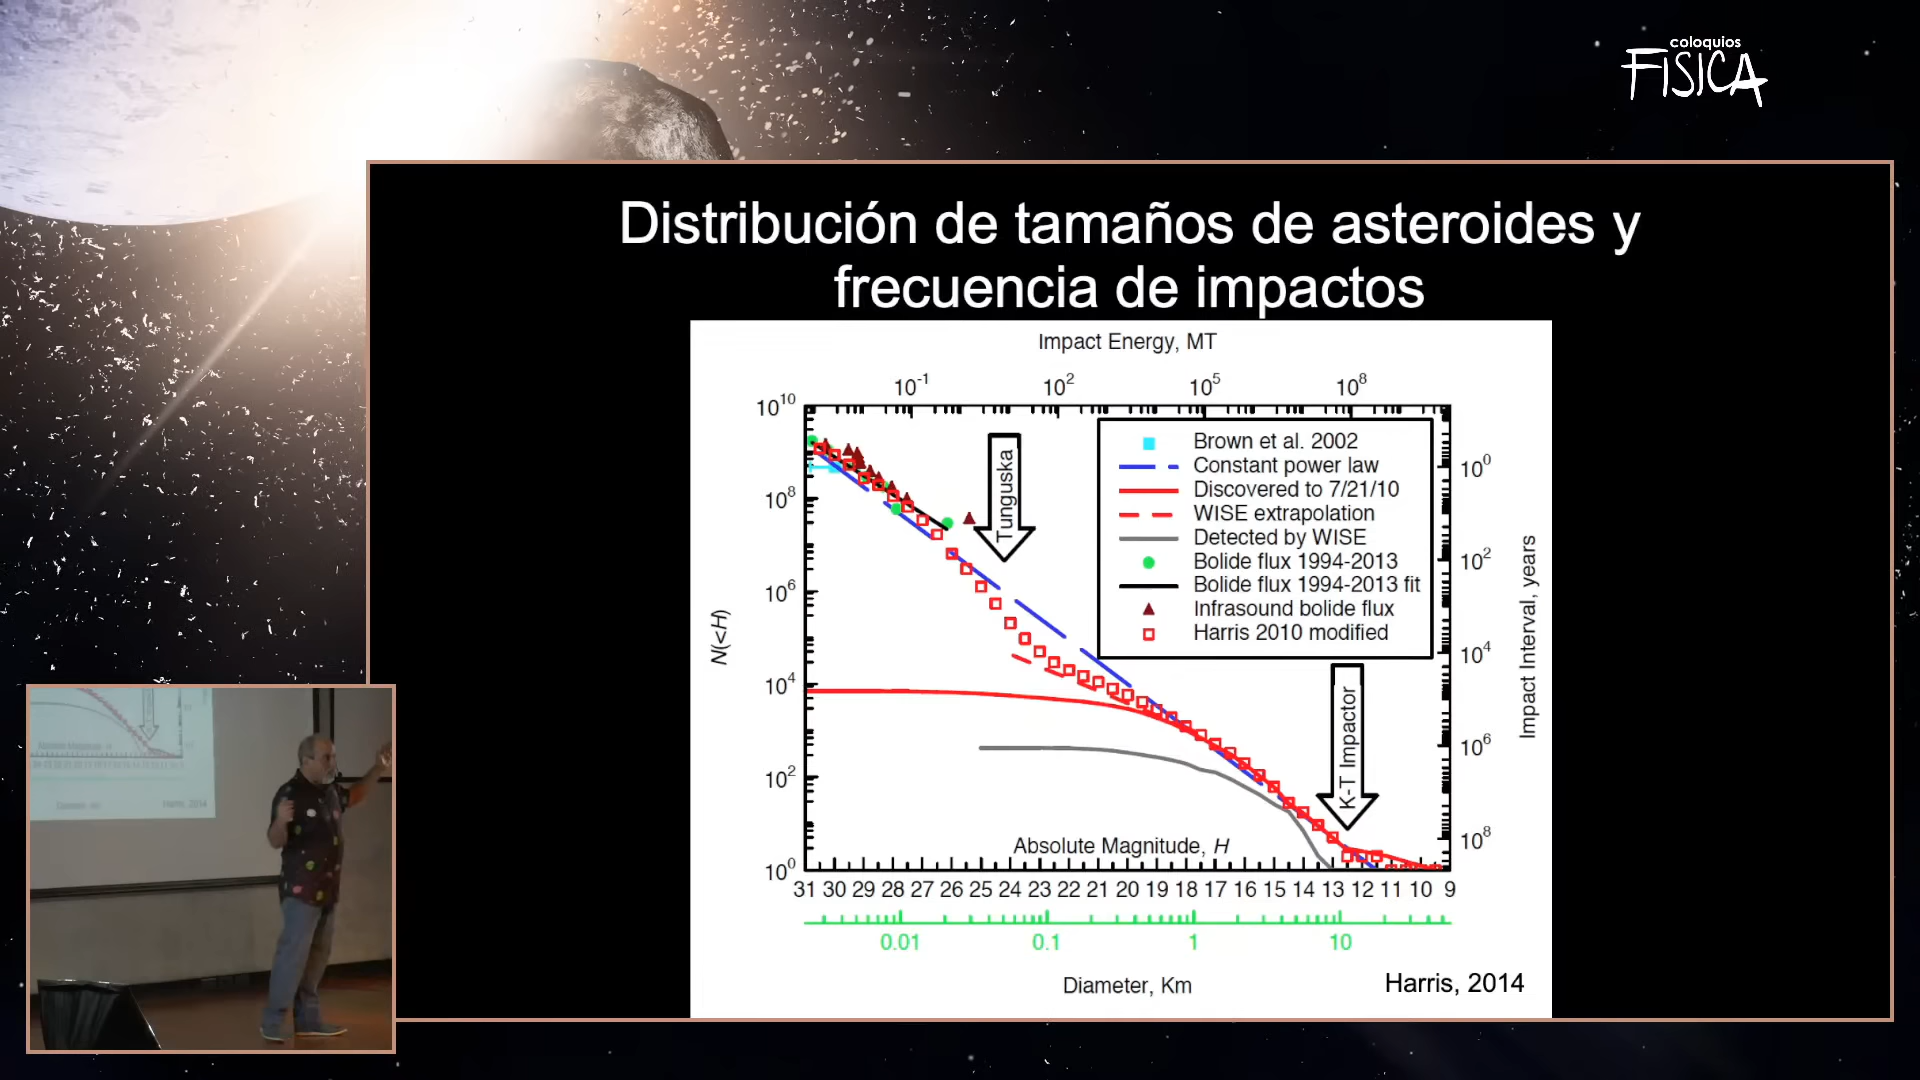 coloquios
FISICA
Distribución de tamaños de asteroides y
frecuencia de impactos
Impact Energy, MT
10-1 10² 10⁵ 10⁸
10¹⁰
10⁸
10⁶
10⁴
10²
10⁰
N(<H)
Tunguska
Brown et al. 2002
Constant power law
Discovered to 7/21/10
WISE extrapolation
Detected by WISE
Bolide flux 1994-2013
Bolide flux 1994-2013 fit
Infrasound bolide flux
Harris 2010 modified
K-T Impactor
10⁰
10²
10⁴
10⁶
10⁸
Impact Interval, years
Absolute Magnitude, H
31 30 29 28 27 26 25 24 23 22 21 20 19 18 17 16 15 14 13 12 11 10 9
0.01 0.1 1 10
Diameter, Km
Harris, 2014